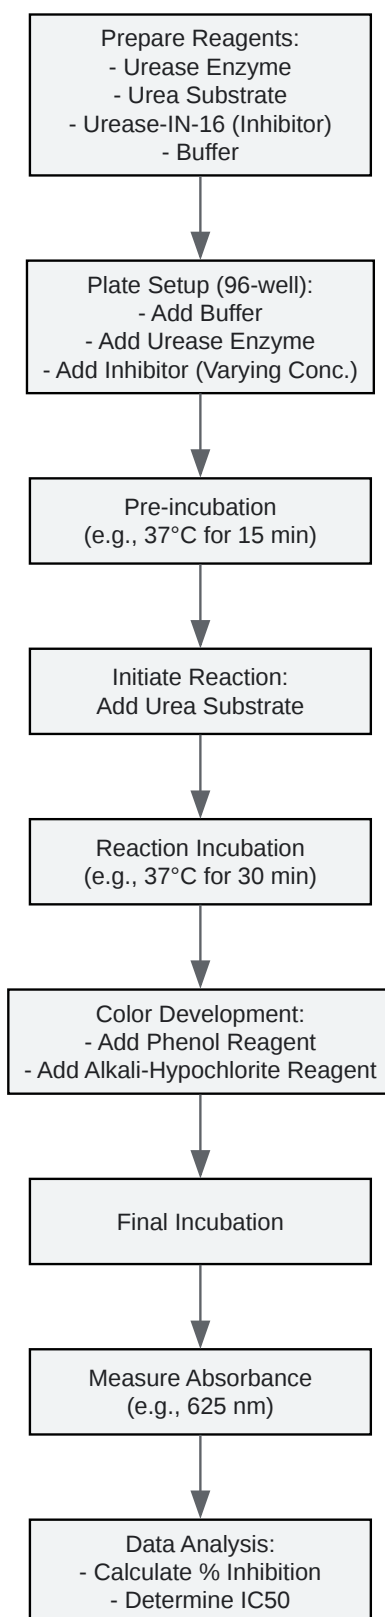 Prepare Reagents:
- Urease Enzyme
- Urea Substrate
- Urease-IN-16 (Inhibitor)
- Buffer
Plate Setup (96-well):
- Add Buffer
- Add Urease Enzyme
- Add Inhibitor (Varying Conc.)
Pre-incubation
(e.g., 37°C for 15 min)
Initiate Reaction:
Add Urea Substrate
Reaction Incubation
(e.g., 37°C for 30 min)
Color Development:
- Add Phenol Reagent
- Add Alkali-Hypochlorite Reagent
Final Incubation
Measure Absorbance
(e.g., 625 nm)
Data Analysis:
- Calculate % Inhibition
- Determine IC50